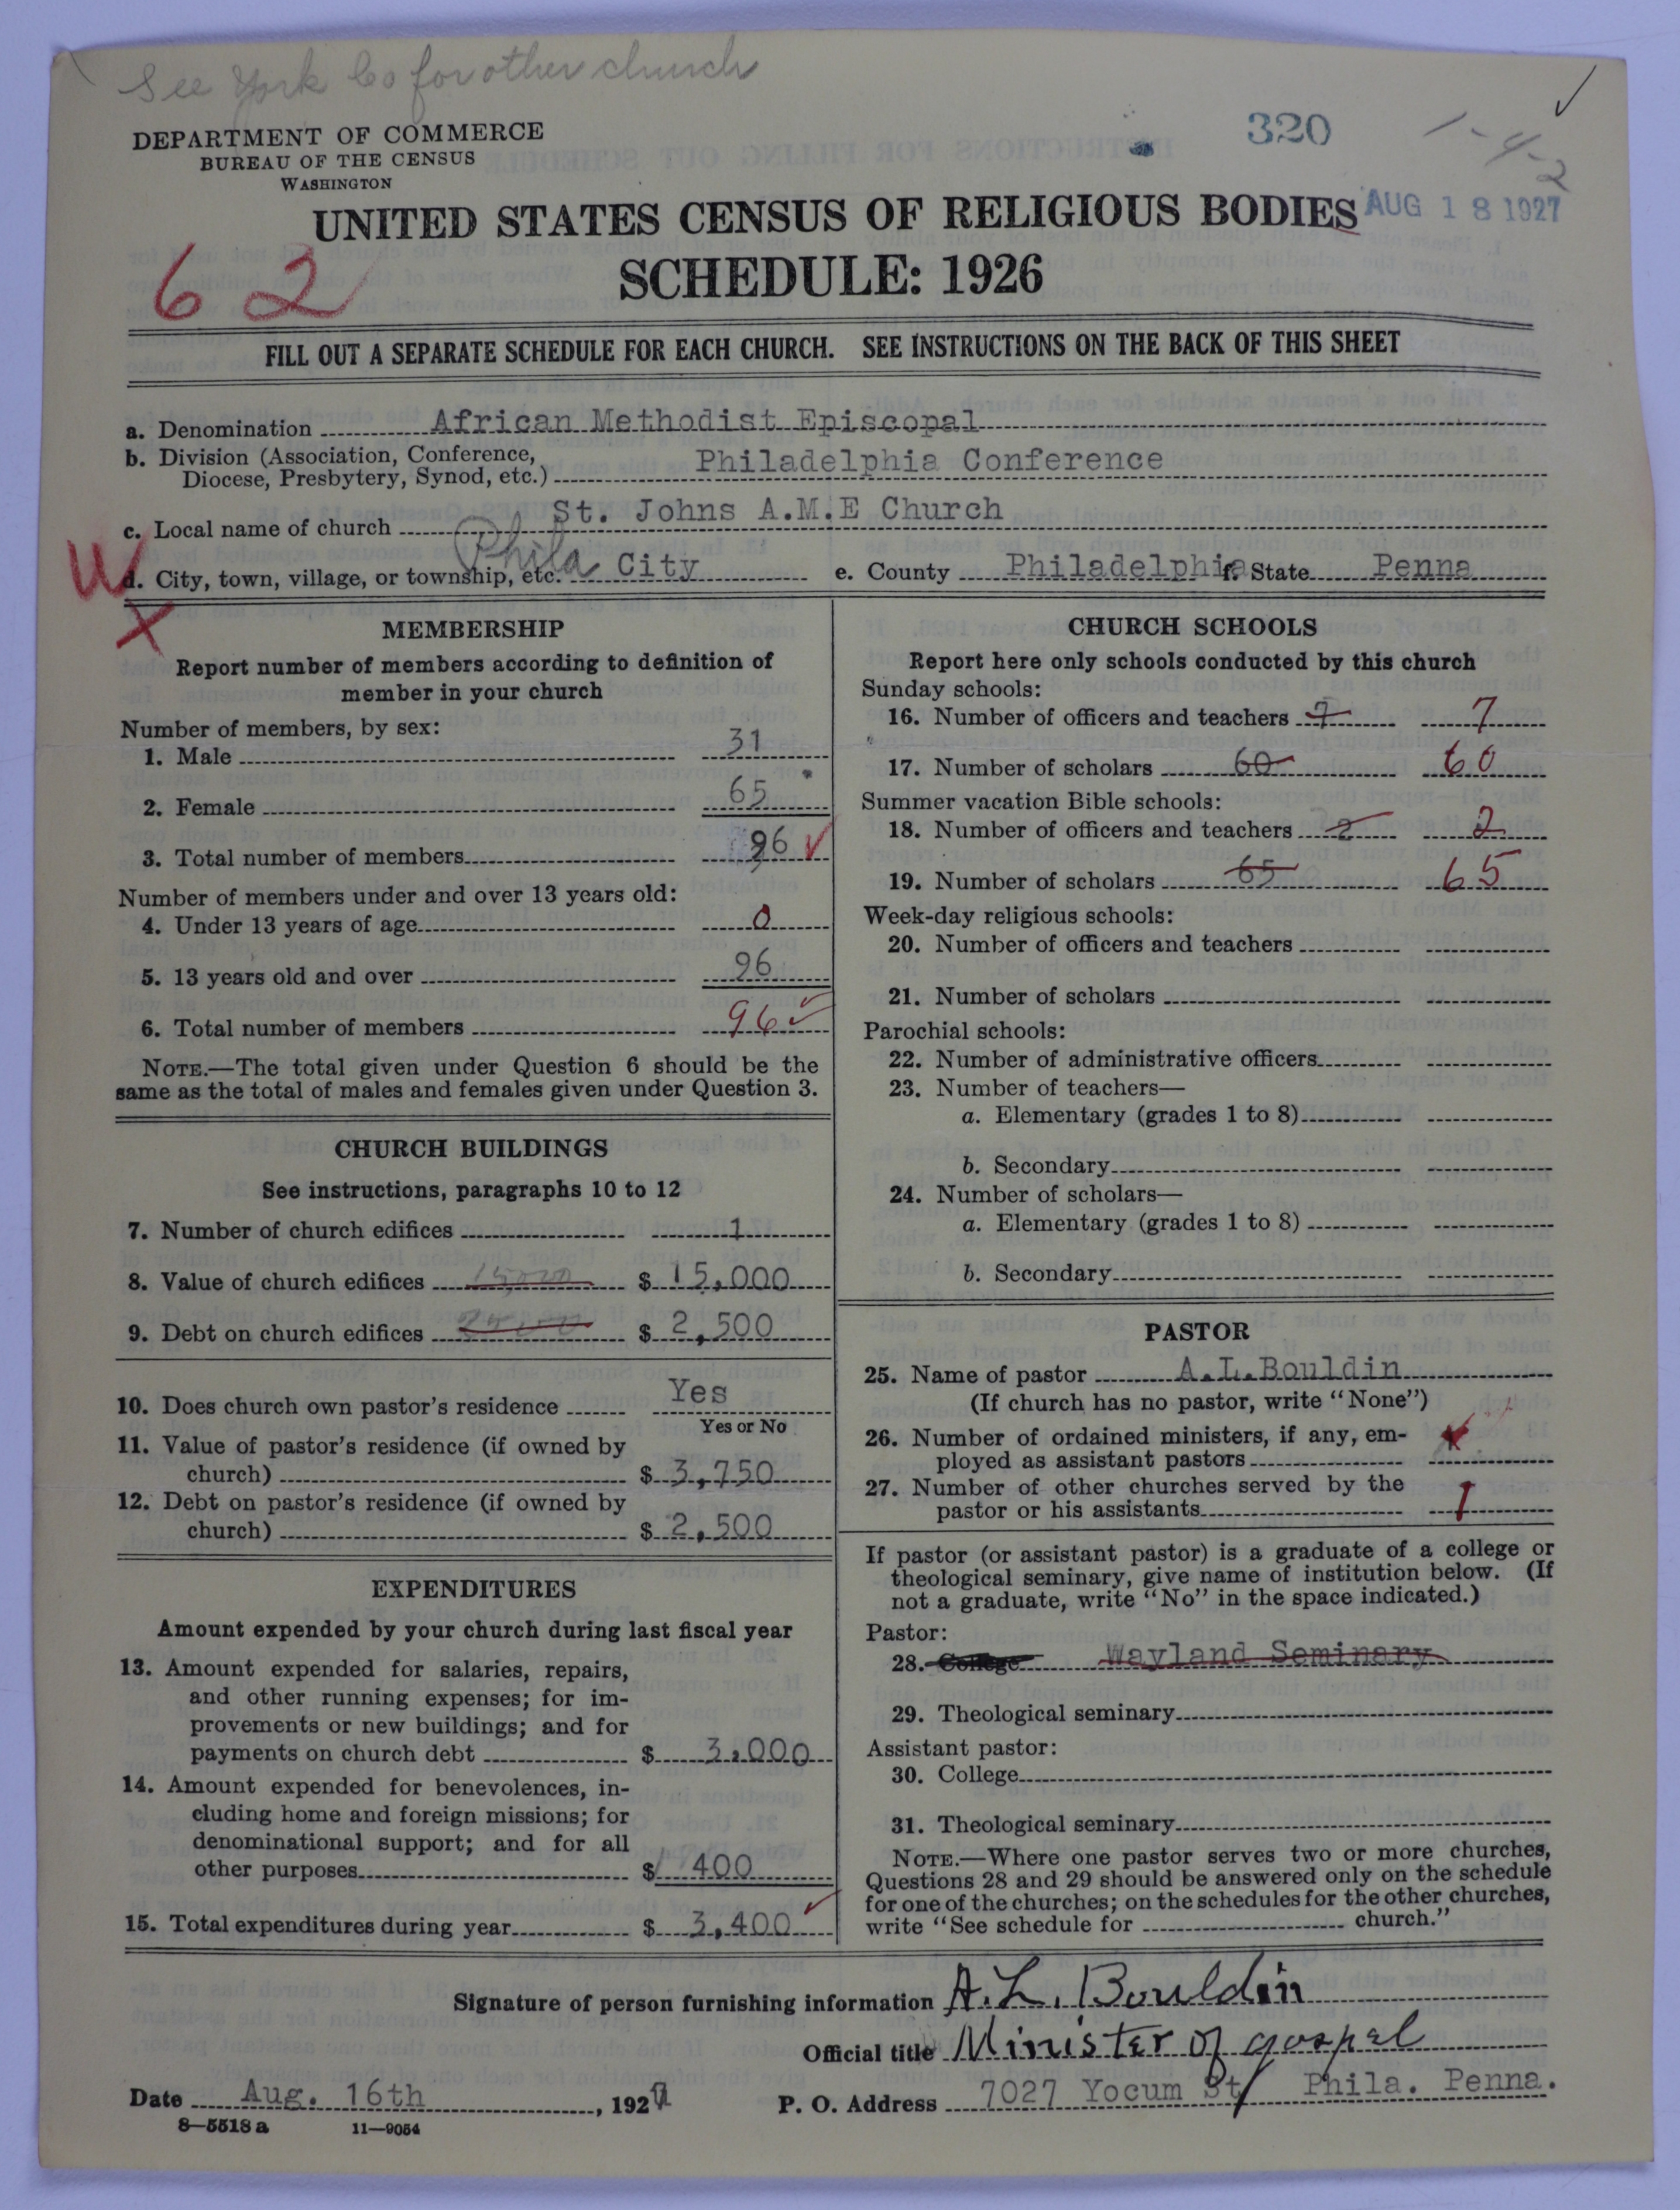 See York Co for other church
320
1-4-2
DEPARTMENT OF COMMERCE
BUREAU OF THE CENSUS
WASHINGTON
AUG 18 1927
UNITED STATES CENSUS OF RELIGIOUS BODIES
62
SCHEDULE: 1926
FILL OUT A SEPARATE SCHEDULE FOR EACH CHURCH. SEE INSTRUCTIONS ON THE BACK OF THIS SHEET
a. Denomination African Methodist Episcopal
b. Division (Association, Conference,
Diocese, Presbytery, Synod, etc.) Philadelphia Conference
c. Local name of church St. Johns A.M.E Church
W
d. City, town, village, or township, etc. Phila City e. County Philadelphia f. State Penna
X
MEMBERSHIP
Report number of members according to definition of
member in your church
Number of members, by sex:
1. Male 31
2. Female 65
3. Total number of members 96 ✓
Number of members under and over 13 years old:
4. Under 13 years of age 0
5. 13 years old and over 96
6. Total number of members 96 ✓
NOTE.—The total given under Question 6 should be the
same as the total of males and females given under Question 3.
CHURCH BUILDINGS
See instructions, paragraphs 10 to 12
7. Number of church edifices 1
8. Value of church edifices 15,000 $ 15,000
9. Debt on church edifices $ 2,500
10. Does church own pastor's residence Yes
Yes or No
11. Value of pastor's residence (if owned by
church) $ 3,750
12. Debt on pastor's residence (if owned by
church) $ 2,500
EXPENDITURES
Amount expended by your church during last fiscal year
13. Amount expended for salaries, repairs,
and other running expenses; for im-
provements or new buildings; and for
payments on church debt $ 3,000
14. Amount expended for benevolences, in-
cluding home and foreign missions; for
denominational support; and for all
other purposes $ 400
15. Total expenditures during year $ 3,400 ✓
CHURCH SCHOOLS
Report here only schools conducted by this church
Sunday schools:
16. Number of officers and teachers 7 7
17. Number of scholars 60 60
Summer vacation Bible schools:
18. Number of officers and teachers 2 2
19. Number of scholars 65 65
Week-day religious schools:
20. Number of officers and teachers
21. Number of scholars
Parochial schools:
22. Number of administrative officers
23. Number of teachers—
a. Elementary (grades 1 to 8)
b. Secondary
24. Number of scholars—
a. Elementary (grades 1 to 8)
b. Secondary
PASTOR
25. Name of pastor A.L.Bouldin
(If church has no pastor, write "None")
26. Number of ordained ministers, if any, em-
ployed as assistant pastors
27. Number of other churches served by the
pastor or his assistants 1
If pastor (or assistant pastor) is a graduate of a college or
theological seminary, give name of institution below. (If
not a graduate, write "No" in the space indicated.)
Pastor:
28. College Wayland Seminary
29. Theological seminary
Assistant pastor:
30. College
31. Theological seminary
NOTE.—Where one pastor serves two or more churches,
Questions 28 and 29 should be answered only on the schedule
for one of the churches; on the schedules for the other churches,
write "See schedule for church."
Signature of person furnishing information A. L. Bouldin
Official title Minister of gospel
Date Aug. 16th, 1927 P. O. Address 7027 Yocum St/ Phila. Penna.
8—5518 a 11—9054